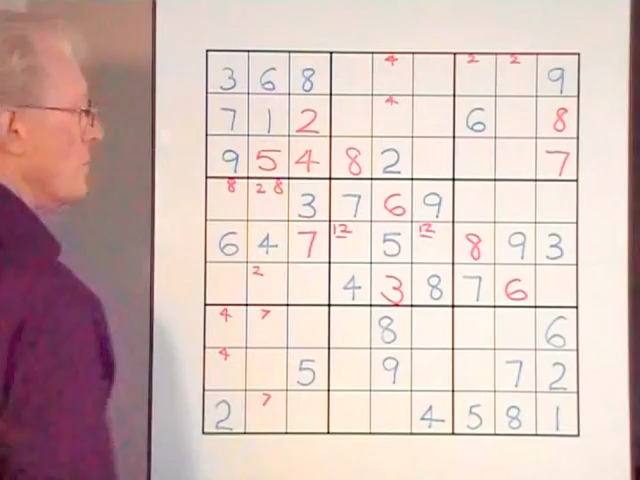 3 6 8 4 2 2 9
7 1 2 4 6 8
9 5 4 8 2 7
8 2 8 3 7 6 9
6 4 7 12 5 12 8 9 3
2 4 3 8 7 6
4 7 8 6
4 5 9 7 2
2 7 4 5 8 1